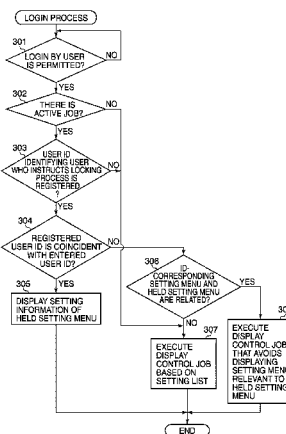 LOGIN PROCESS
301
LOGIN BY USER
IS PERMITTED?
NO
YES
302
THERE IS
ACTIVE JOB?
NO
YES
303
USER ID
IDENTIFYING USER
WHO INSTRUCTS LOCKING
PROCESS IS
REGISTERED
?
NO
YES
304
REGISTERED
USER ID IS COINCIDENT
WITH ENTERED
USER ID?
NO
YES
305
DISPLAY SETTING
INFORMATION OF
HELD SETTING MENU
306
ID-
CORRESPONDING
SETTING MENU AND
HELD SETTING MENU
ARE RELATED?
YES
NO
307
EXECUTE
DISPLAY
CONTROL JOB
BASED ON
SETTING LIST
EXECUTE
DISPLAY
CONTROL JOB
THAT AVOIDS
DISPLAYING
SETTING MENU
RELEVANT TO
HELD SETTING
MENU
END